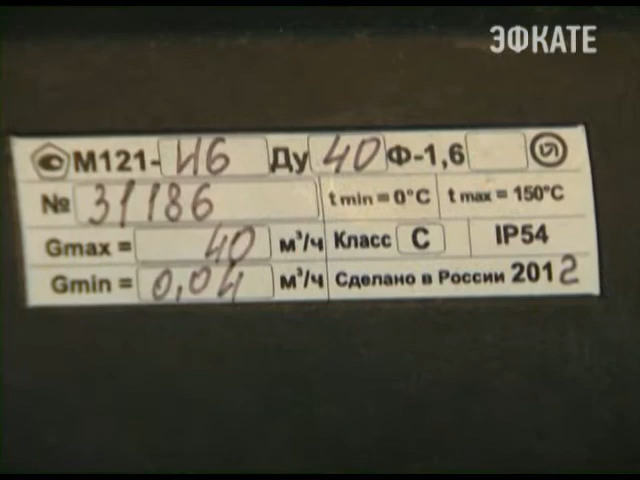 ЭФКАТЕ
М121-И6 Ду 40 Ф-1,6
№ 31186 t min = 0°C t max = 150°C
Gmax = 40 м³/ч Класс C IP54
Gmin = 0,04 м³/ч Сделано в России 2012